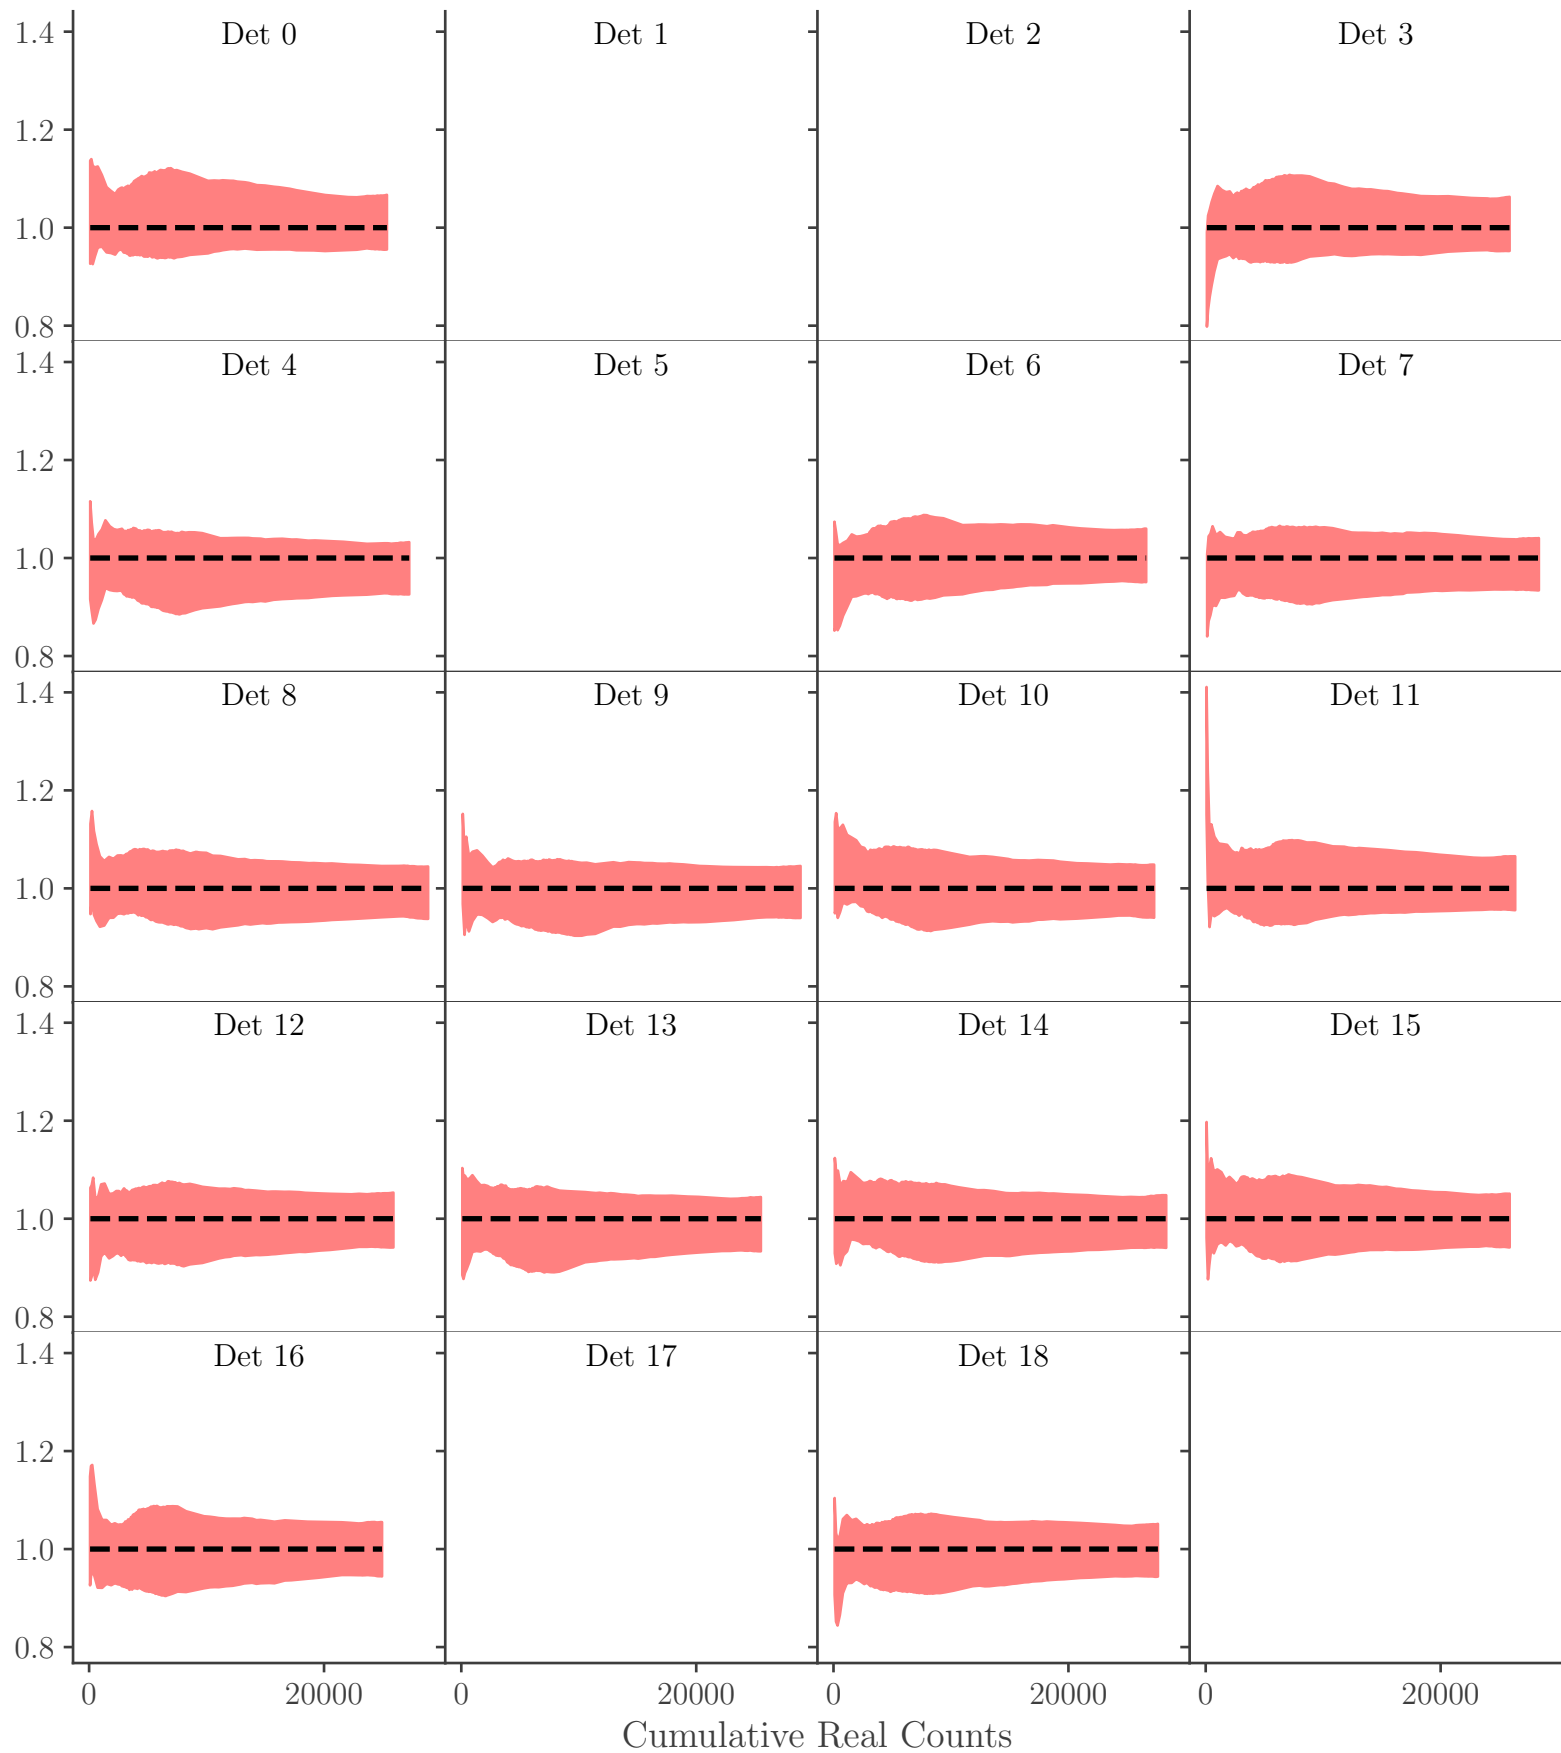 1.4 Det 0 Det 1 Det 2 Det 3
1.2
1.0
0.8
1.4 Det 4 Det 5 Det 6 Det 7
1.2
1.0
0.8
1.4 Det 8 Det 9 Det 10 Det 11
1.2
1.0
0.8
1.4 Det 12 Det 13 Det 14 Det 15
1.2
1.0
0.8
1.4 Det 16 Det 17 Det 18
1.2
1.0
0.8
0 20000 0 20000 0 20000 0 20000
Cumulative Real Counts